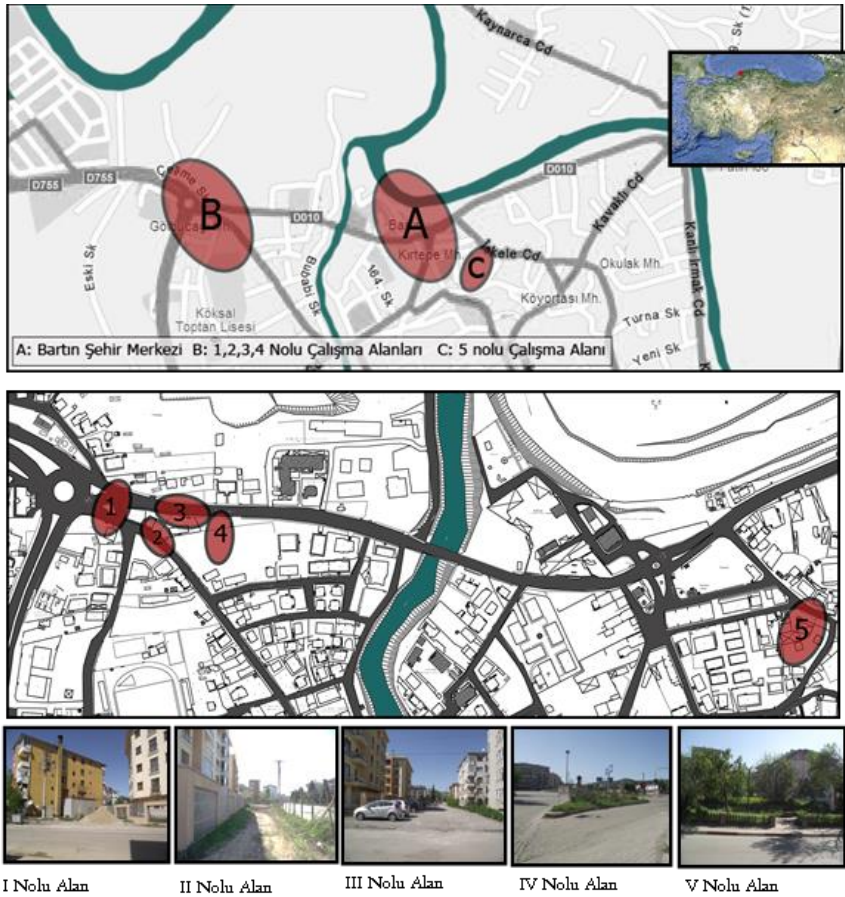 Kaynarca Cd
D755
D755
Çeşme
B
D010
A
D010
C
İskele Cd
Kırtepe Mh.
Kavaklı Cd
Kanlı Irmak Cd
Eski Sk
Bubabi Sk
164. Sk
Okulak Mh.
Köyortası Mh.
Köksal
Toptan Lisesi
Turna Sk
Yeni Sk
A: Bartın Şehir Merkezi B: 1,2,3,4 Nolu Çalışma Alanları C: 5 nolu Çalışma Alanı
1
2
3
4
5
I Nolu Alan
II Nolu Alan
III Nolu Alan
IV Nolu Alan
V Nolu Alan